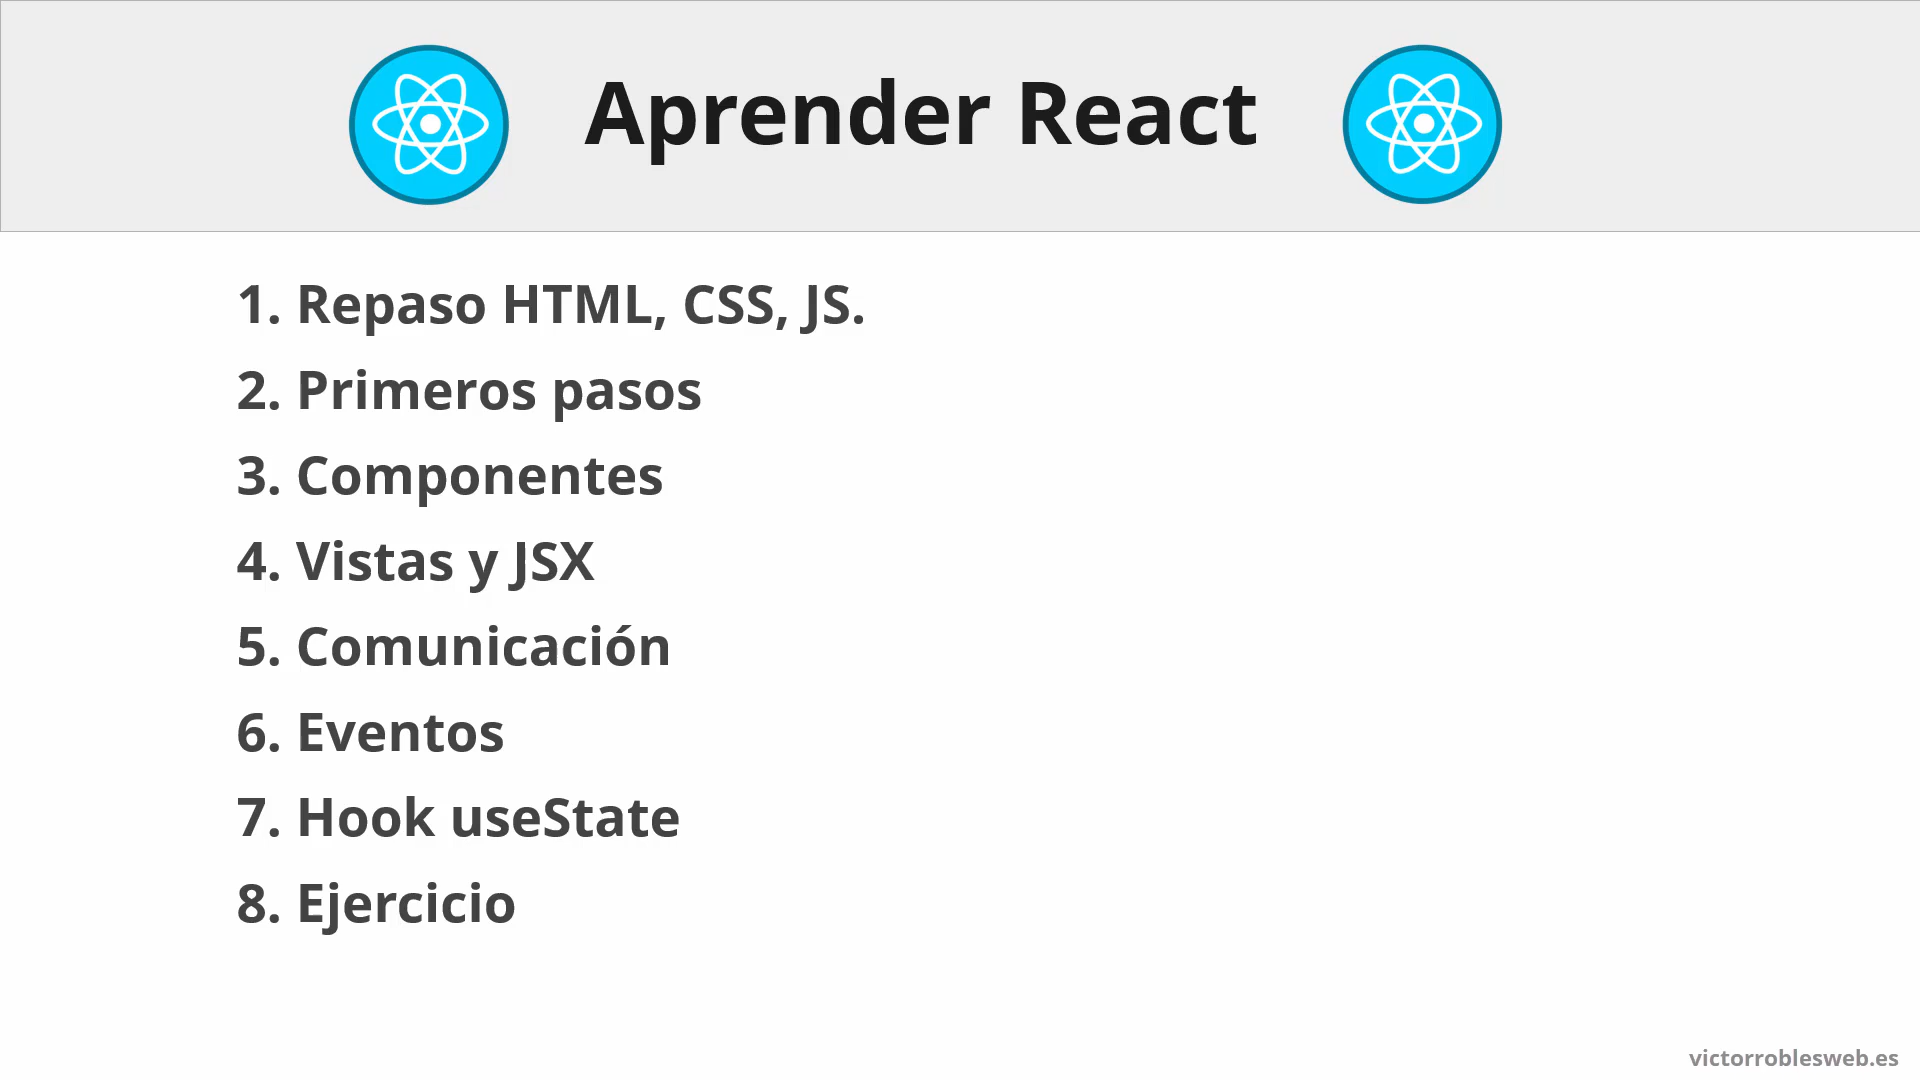 Aprender React
1. Repaso HTML, CSS, JS.
2. Primeros pasos
3. Componentes
4. Vistas y JSX
5. Comunicación
6. Eventos
7. Hook useState
8. Ejercicio
victorroblesweb.es